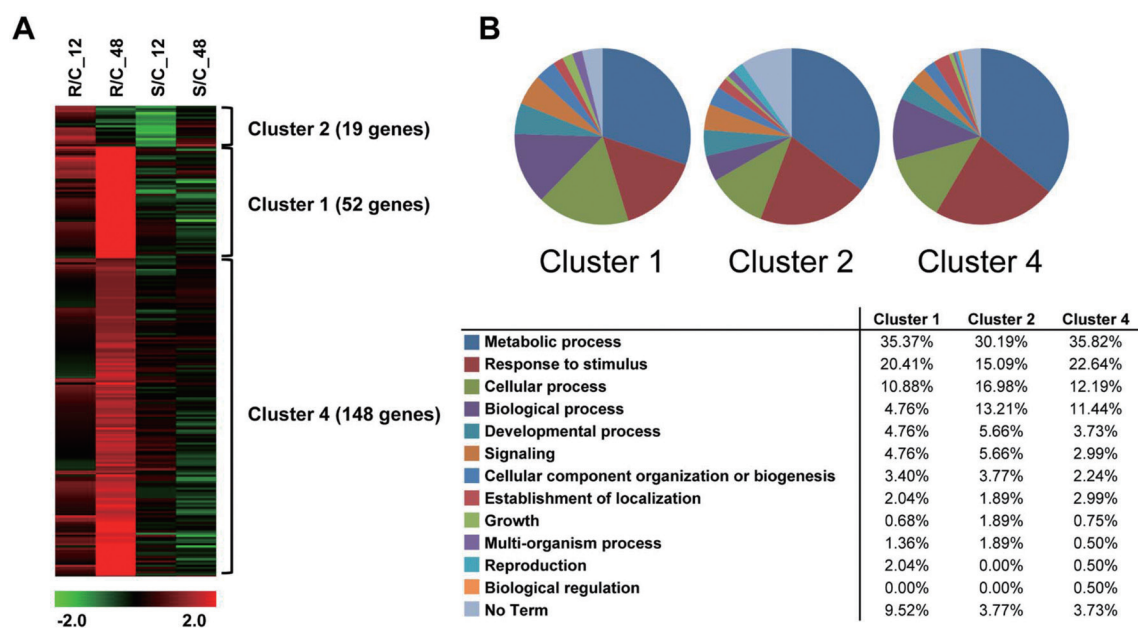 A
R/C_12
R/C_48
S/C_12
S/C_48
Cluster 2 (19 genes)
Cluster 1 (52 genes)
Cluster 4 (148 genes)
-2.0 0.0 2.0
B
Cluster 1 Cluster 2 Cluster 4
Cluster 1 Cluster 2 Cluster 4
Metabolic process 35.37% 30.19% 35.82%
Response to stimulus 20.41% 15.09% 22.64%
Cellular process 10.88% 16.98% 12.19%
Biological process 4.76% 13.21% 11.44%
Developmental process 4.76% 5.66% 3.73%
Signaling 4.76% 5.66% 2.99%
Cellular component organization or biogenesis 3.40% 3.77% 2.24%
Establishment of localization 2.04% 1.89% 2.99%
Growth 0.68% 1.89% 0.75%
Multi-organism process 1.36% 1.89% 0.50%
Reproduction 2.04% 0.00% 0.50%
Biological regulation 0.00% 0.00% 0.50%
No Term 9.52% 3.77% 3.73%